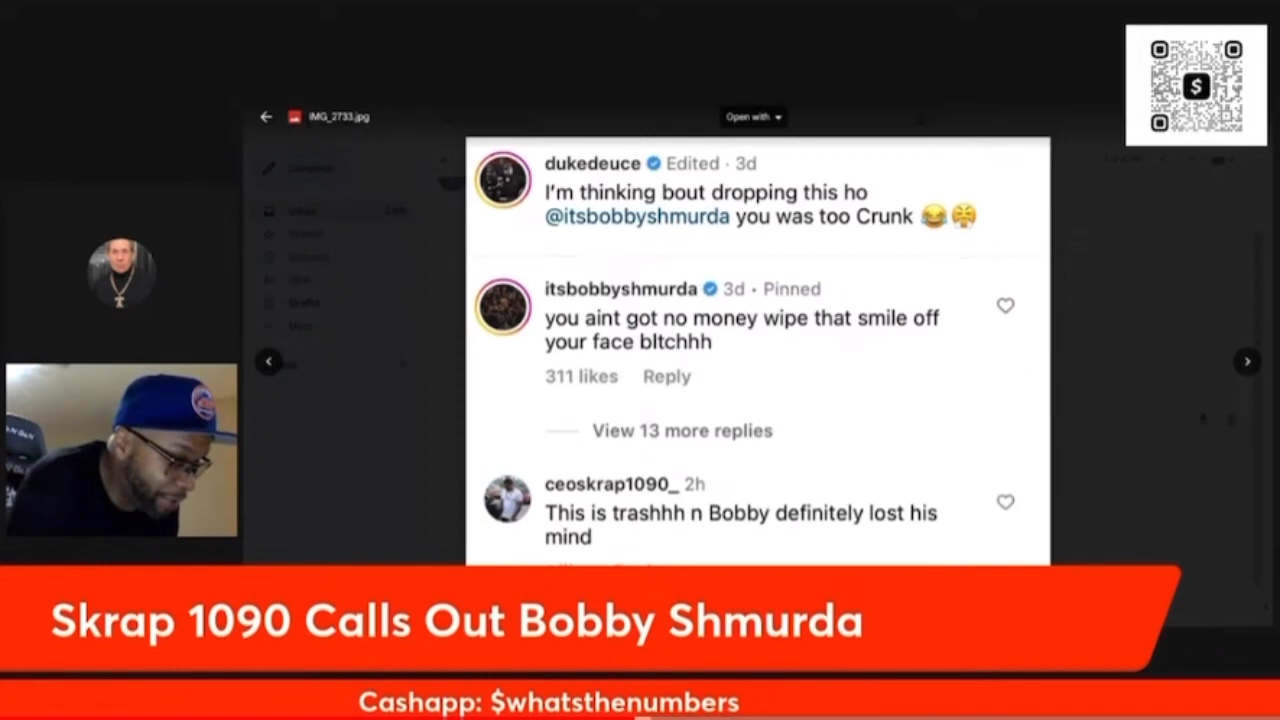 IMG_2733.jpg
Open with
$
dukedeuce Edited · 3d
I'm thinking bout dropping this ho
@itsbobbyshmurda you was too Crunk 😂😤
itsbobbyshmurda 3d · Pinned
you aint got no money wipe that smile off
your face bltchhh
311 likes Reply
View 13 more replies
ceoskrap1090_ 2h
This is trashhh n Bobby definitely lost his
mind
Skrap 1090 Calls Out Bobby Shmurda
Cashapp: $whatsthenumbers